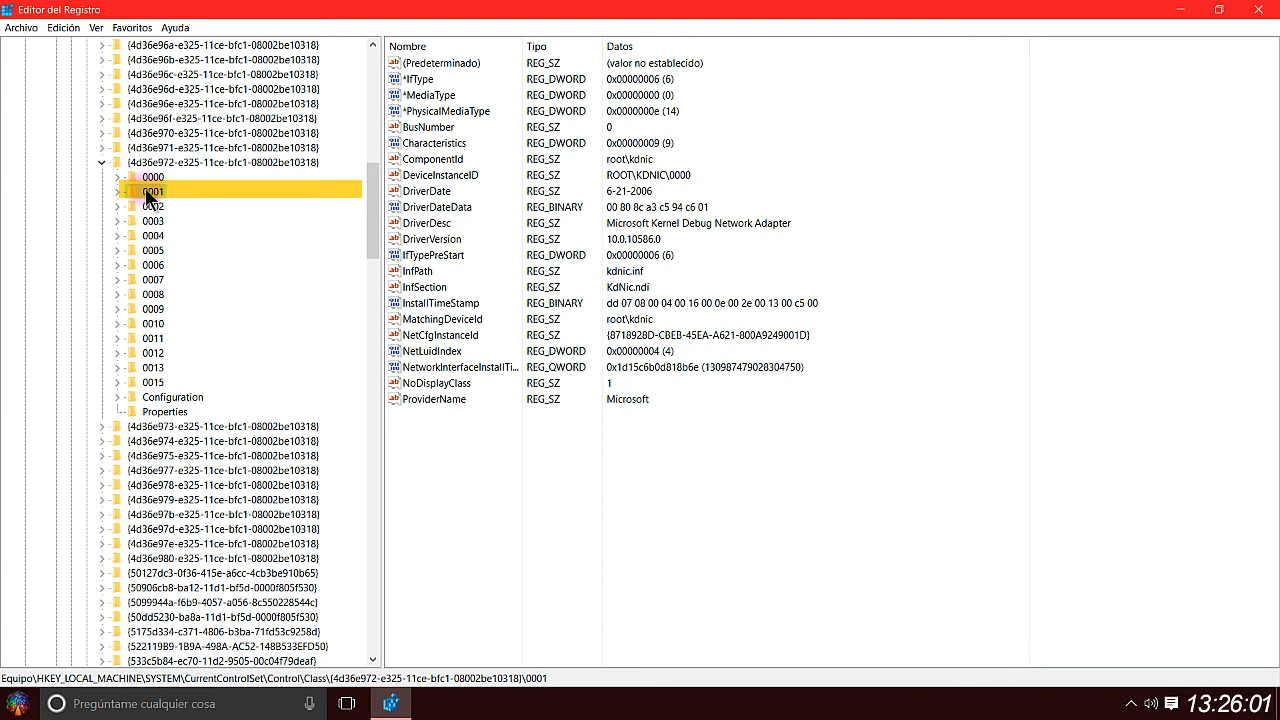 Editor del Registro
Archivo Edición Ver Favoritos Ayuda
{4d36e96a-e325-11ce-bfc1-08002be10318}
{4d36e96b-e325-11ce-bfc1-08002be10318}
{4d36e96c-e325-11ce-bfc1-08002be10318}
{4d36e96d-e325-11ce-bfc1-08002be10318}
{4d36e96e-e325-11ce-bfc1-08002be10318}
{4d36e96f-e325-11ce-bfc1-08002be10318}
{4d36e970-e325-11ce-bfc1-08002be10318}
{4d36e971-e325-11ce-bfc1-08002be10318}
{4d36e972-e325-11ce-bfc1-08002be10318}
0000
0001
0002
0003
0004
0005
0006
0007
0008
0009
0010
0011
0012
0013
0015
Configuration
Properties
{4d36e973-e325-11ce-bfc1-08002be10318}
{4d36e974-e325-11ce-bfc1-08002be10318}
{4d36e975-e325-11ce-bfc1-08002be10318}
{4d36e977-e325-11ce-bfc1-08002be10318}
{4d36e978-e325-11ce-bfc1-08002be10318}
{4d36e979-e325-11ce-bfc1-08002be10318}
{4d36e97b-e325-11ce-bfc1-08002be10318}
{4d36e97d-e325-11ce-bfc1-08002be10318}
{4d36e97e-e325-11ce-bfc1-08002be10318}
{4d36e980-e325-11ce-bfc1-08002be10318}
{50127dc3-0f36-415e-a6cc-4cb3be910b65}
{50906cb8-ba12-11d1-bf5d-0000f805f530}
{5099944a-f6b9-4057-a056-8c550228544c}
{50dd5230-ba8a-11d1-bf5d-0000f805f530}
{5175d334-c371-4806-b3ba-71fd53c9258d}
{522119B9-1B9A-498A-AC52-148B533EFD50}
{533c5b84-ec70-11d2-9505-00c04f79deaf}
Nombre Tipo Datos
(Predeterminado) REG_SZ (valor no establecido)
*IfType REG_DWORD 0x00000006 (6)
*MediaType REG_DWORD 0x00000000 (0)
*PhysicalMediaType REG_DWORD 0x0000000e (14)
BusNumber REG_SZ 0
Characteristics REG_DWORD 0x00000009 (9)
ComponentId REG_SZ root\kdnic
DeviceInstanceID REG_SZ ROOT\KDNIC\0000
DriverDate REG_SZ 6-21-2006
DriverDateData REG_BINARY 00 80 8c a3 c5 94 c6 01
DriverDesc REG_SZ Microsoft Kernel Debug Network Adapter
DriverVersion REG_SZ 10.0.10586.0
IfTypePreStart REG_DWORD 0x00000006 (6)
InfPath REG_SZ kdnic.inf
InfSection REG_SZ KdNic.ndi
InstallTimeStamp REG_BINARY dd 07 08 00 04 00 16 00 0e 00 2e 00 13 00 c5 00
MatchingDeviceId REG_SZ root\kdnic
NetCfgInstanceId REG_SZ {8718928D-CBEB-45EA-A621-800A9249001D}
NetLuidIndex REG_DWORD 0x00000004 (4)
NetworkInterfaceInstallTi... REG_QWORD 0x1d15c6b0d818b6e (130987479028304750)
NoDisplayClass REG_SZ 1
ProviderName REG_SZ Microsoft
Equipo\HKEY_LOCAL_MACHINE\SYSTEM\CurrentControlSet\Control\Class\{4d36e972-e325-11ce-bfc1-08002be10318}\0001
Pregúntame cualquier cosa
13:26:01